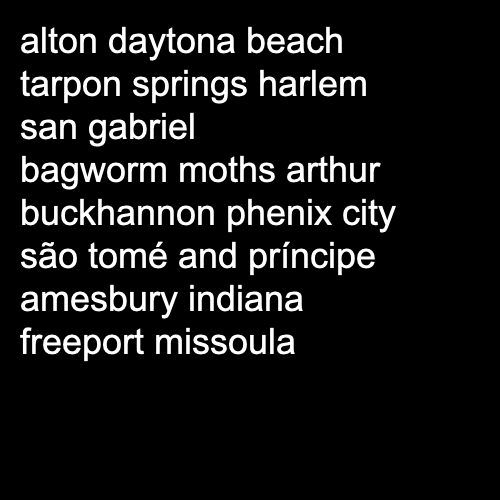 alton daytona beach
tarpon springs harlem
san gabriel
bagworm moths arthur
buckhannon phenix city
são tomé and príncipe
amesbury indiana
freeport missoula